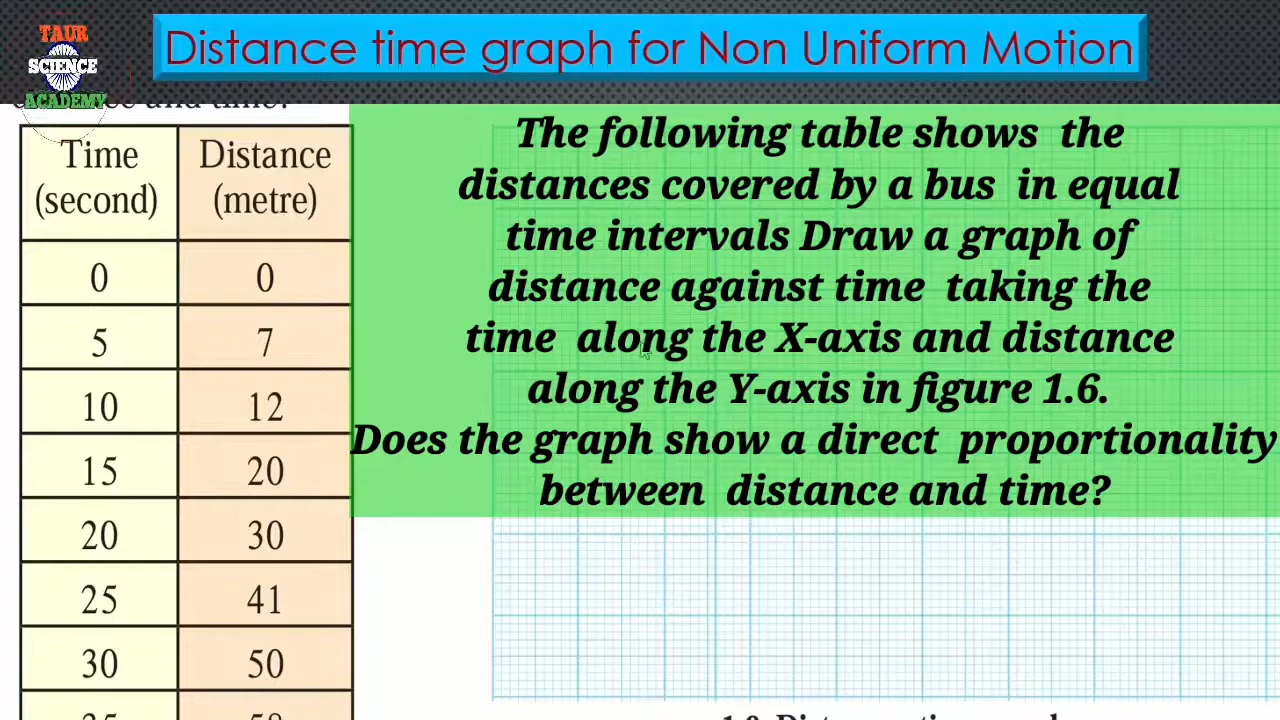 TAUR
SCIENCE
ACADEMY
Distance time graph for Non Uniform Motion
and time.
Time
(second)
Distance
(metre)
0 0
5 7
10 12
15 20
20 30
25 41
30 50
The following table shows the
distances covered by a bus in equal
time intervals Draw a graph of
distance against time taking the
time along the X-axis and distance
along the Y-axis in figure 1.6.
Does the graph show a direct proportionality
between distance and time?